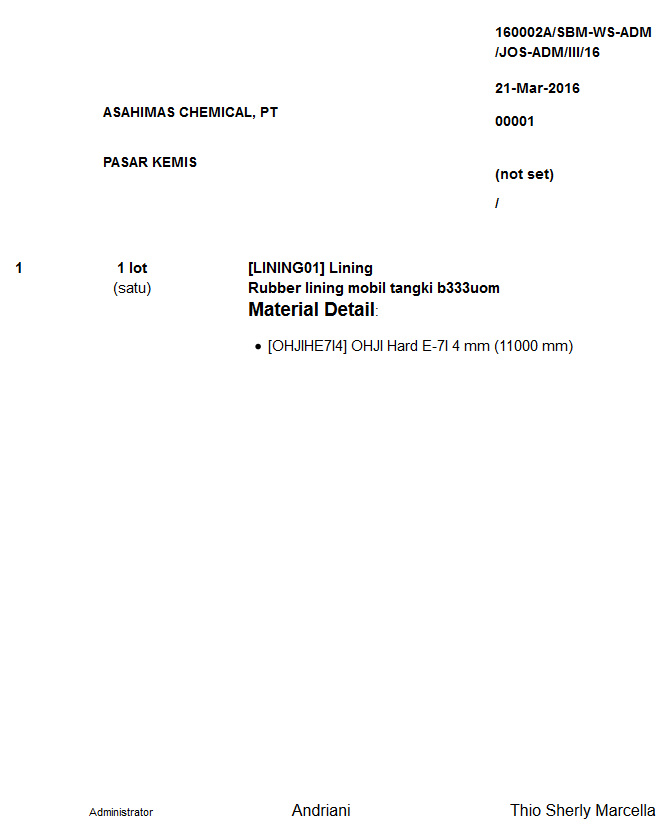 160002A/SBM-WS-ADM
/JOS-ADM/III/16
21-Mar-2016
ASAHIMAS CHEMICAL, PT
00001
PASAR KEMIS
(not set)
/
1 1 lot [LINING01] Lining
(satu) Rubber lining mobil tangki b333uom
Material Detail:
• [OHJIHE7I4] OHJI Hard E-7I 4 mm (11000 mm)
Administrator Andriani Thio Sherly Marcella